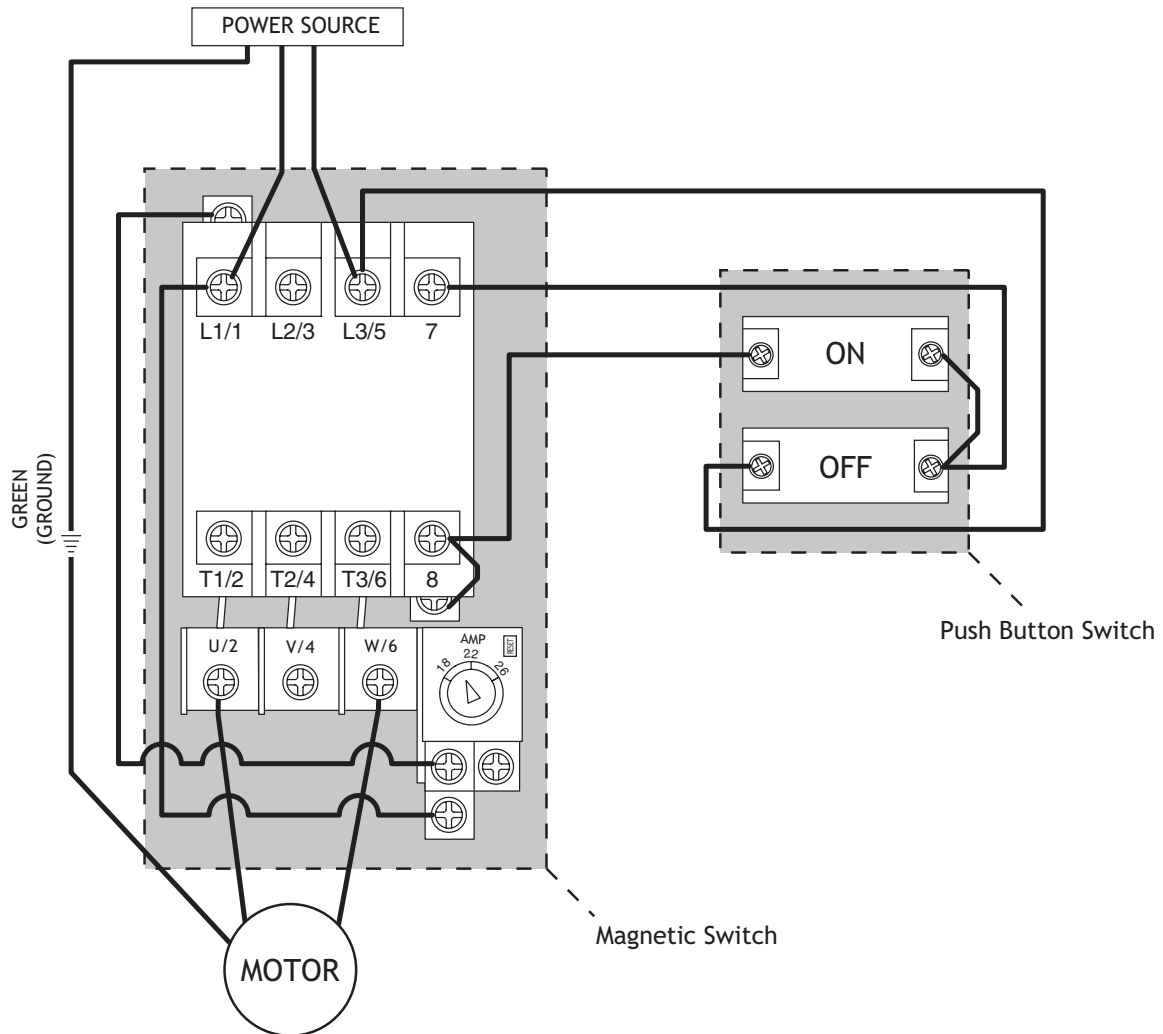 POWER SOURCE
L1/1 L2/3 L3/5 7
ON
OFF
GREEN
(GROUND)
T1/2 T2/4 T3/6 8
Push Button Switch
U/2 V/4 W/6
AMP
RESET
18 22 26
Magnetic Switch
MOTOR